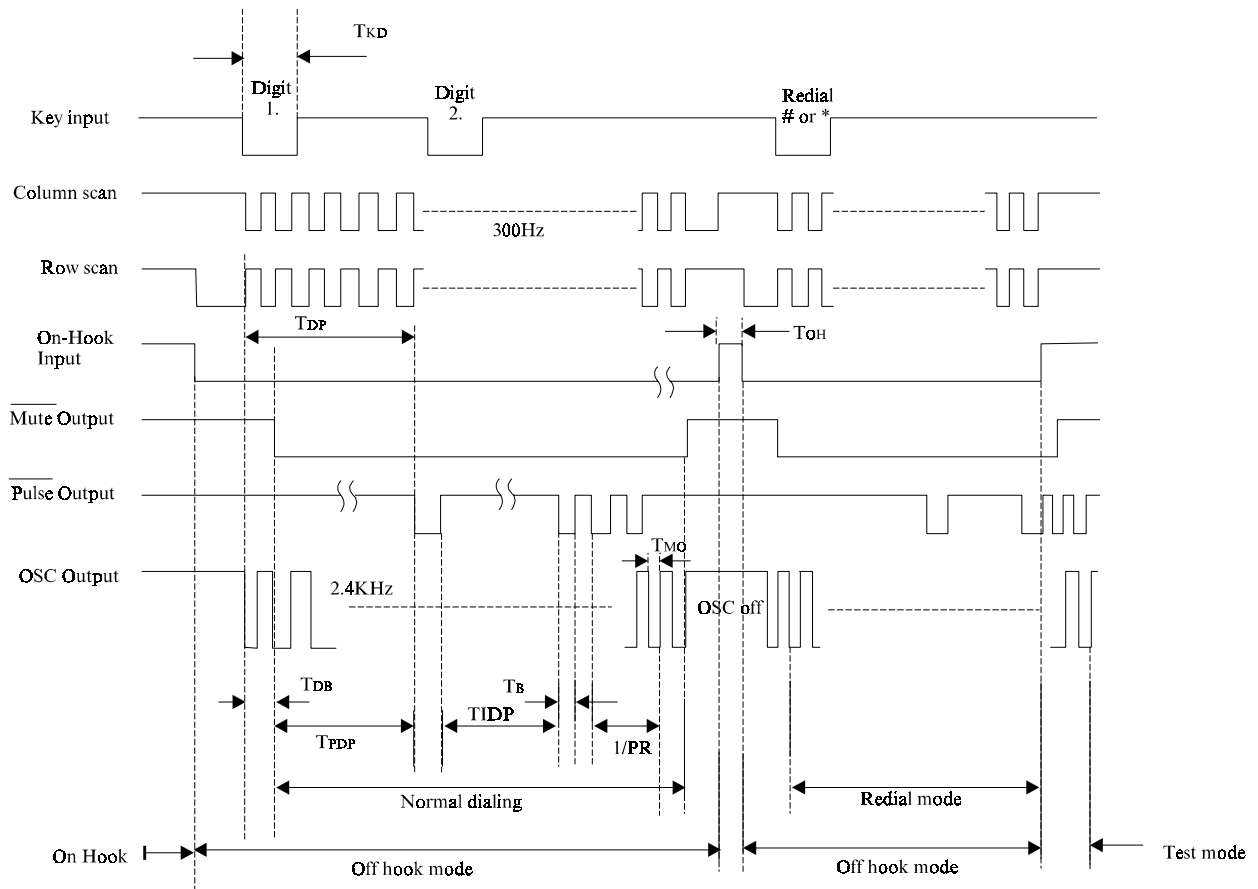 TKD
Digit
1.
Digit
2.
Redial
# or *
Key input
Column scan
300Hz
Row scan
TDP
TOH
On-Hook
Input
Mute Output
Pulse Output
TMO
OSC Output
2.4KHz
OSC off
TDB
TB
TIDP
TPDP
1/PR
Normal dialing
Redial mode
On Hook
Off hook mode
Off hook mode
Test mode